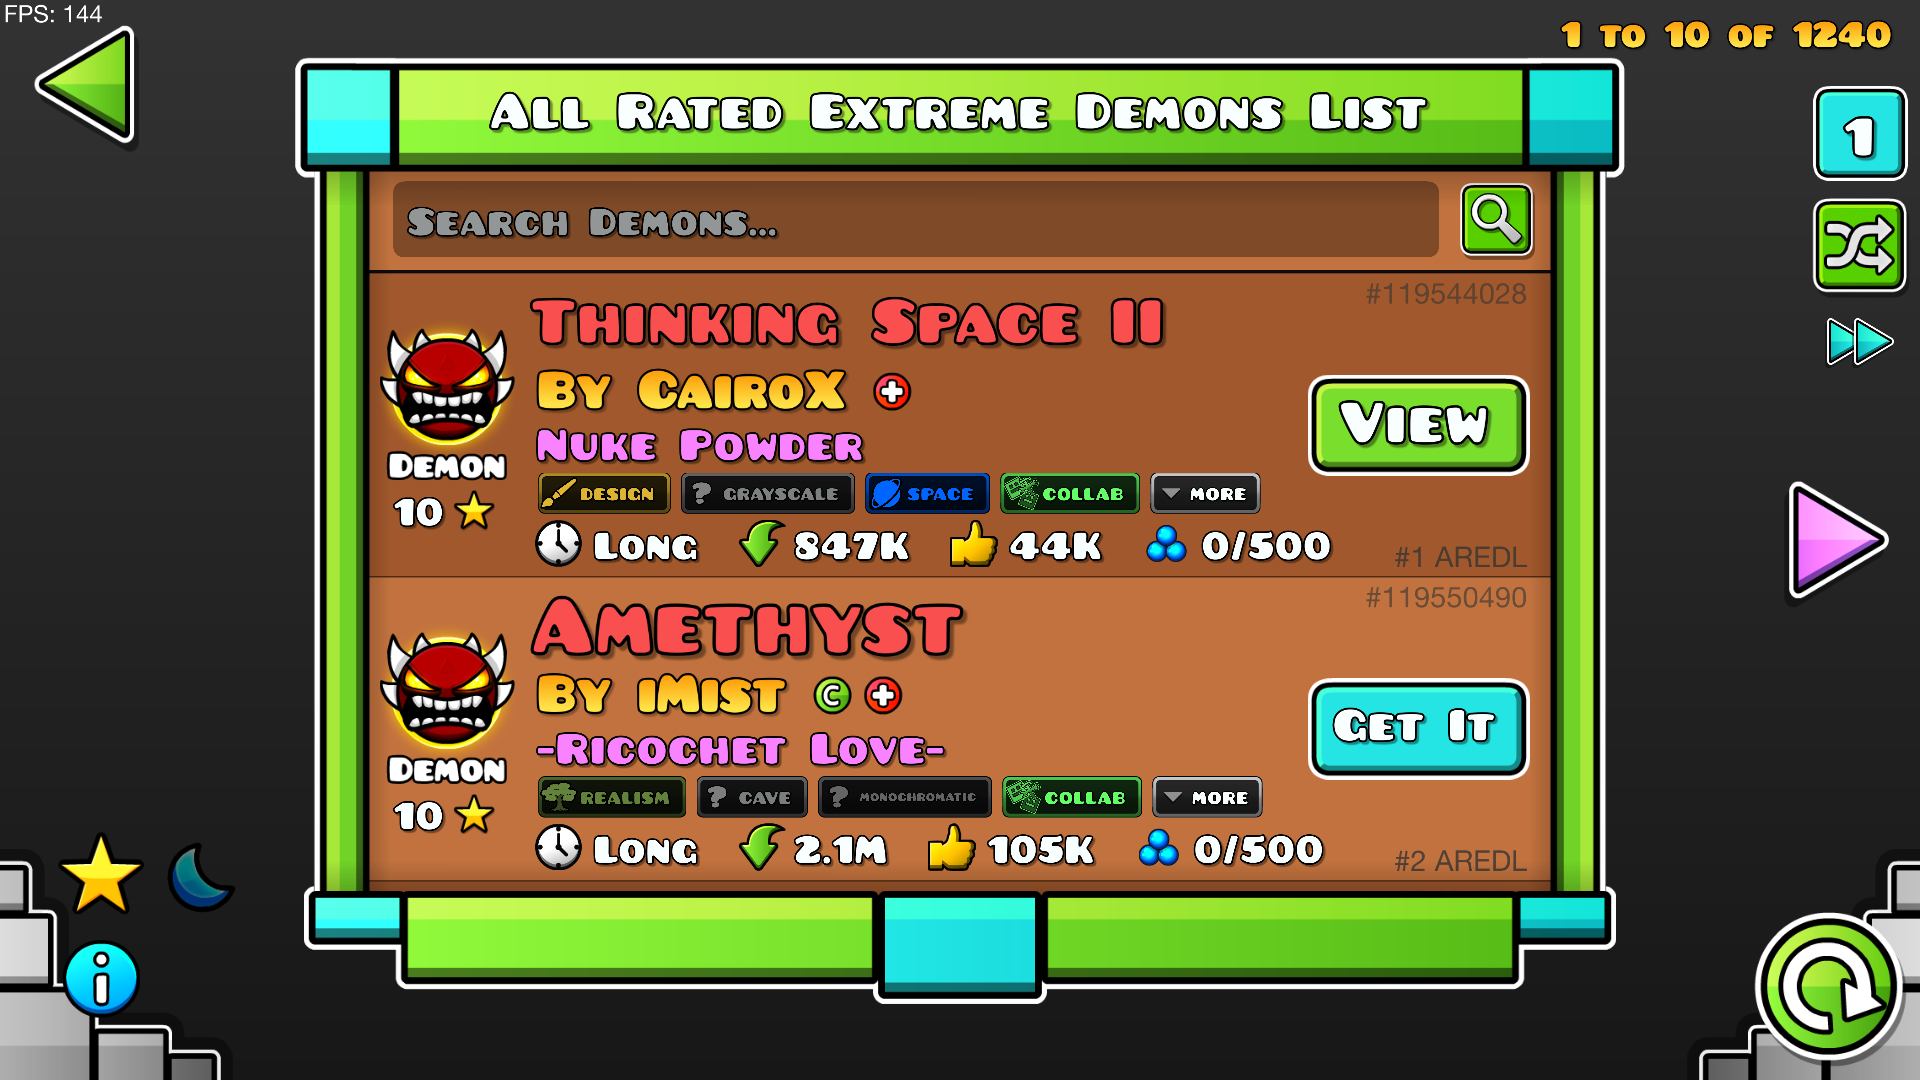 FPS: 144
1 to 10 of 1240
All Rated Extreme Demons List
1
Search Demons...
#119544028
Thinking Space II
By CairoX
Nuke Powder
View
Demon
10
DESIGN
? GRAYSCALE
SPACE
COLLAB
MORE
Long
847K
44K
0/500
#1 AREDL
#119550490
Amethyst
By iMist
C
-Ricochet Love-
Get It
Demon
10
REALISM
? CAVE
? MONOCHROMATIC
COLLAB
MORE
Long
2.1M
105K
0/500
#2 AREDL
i